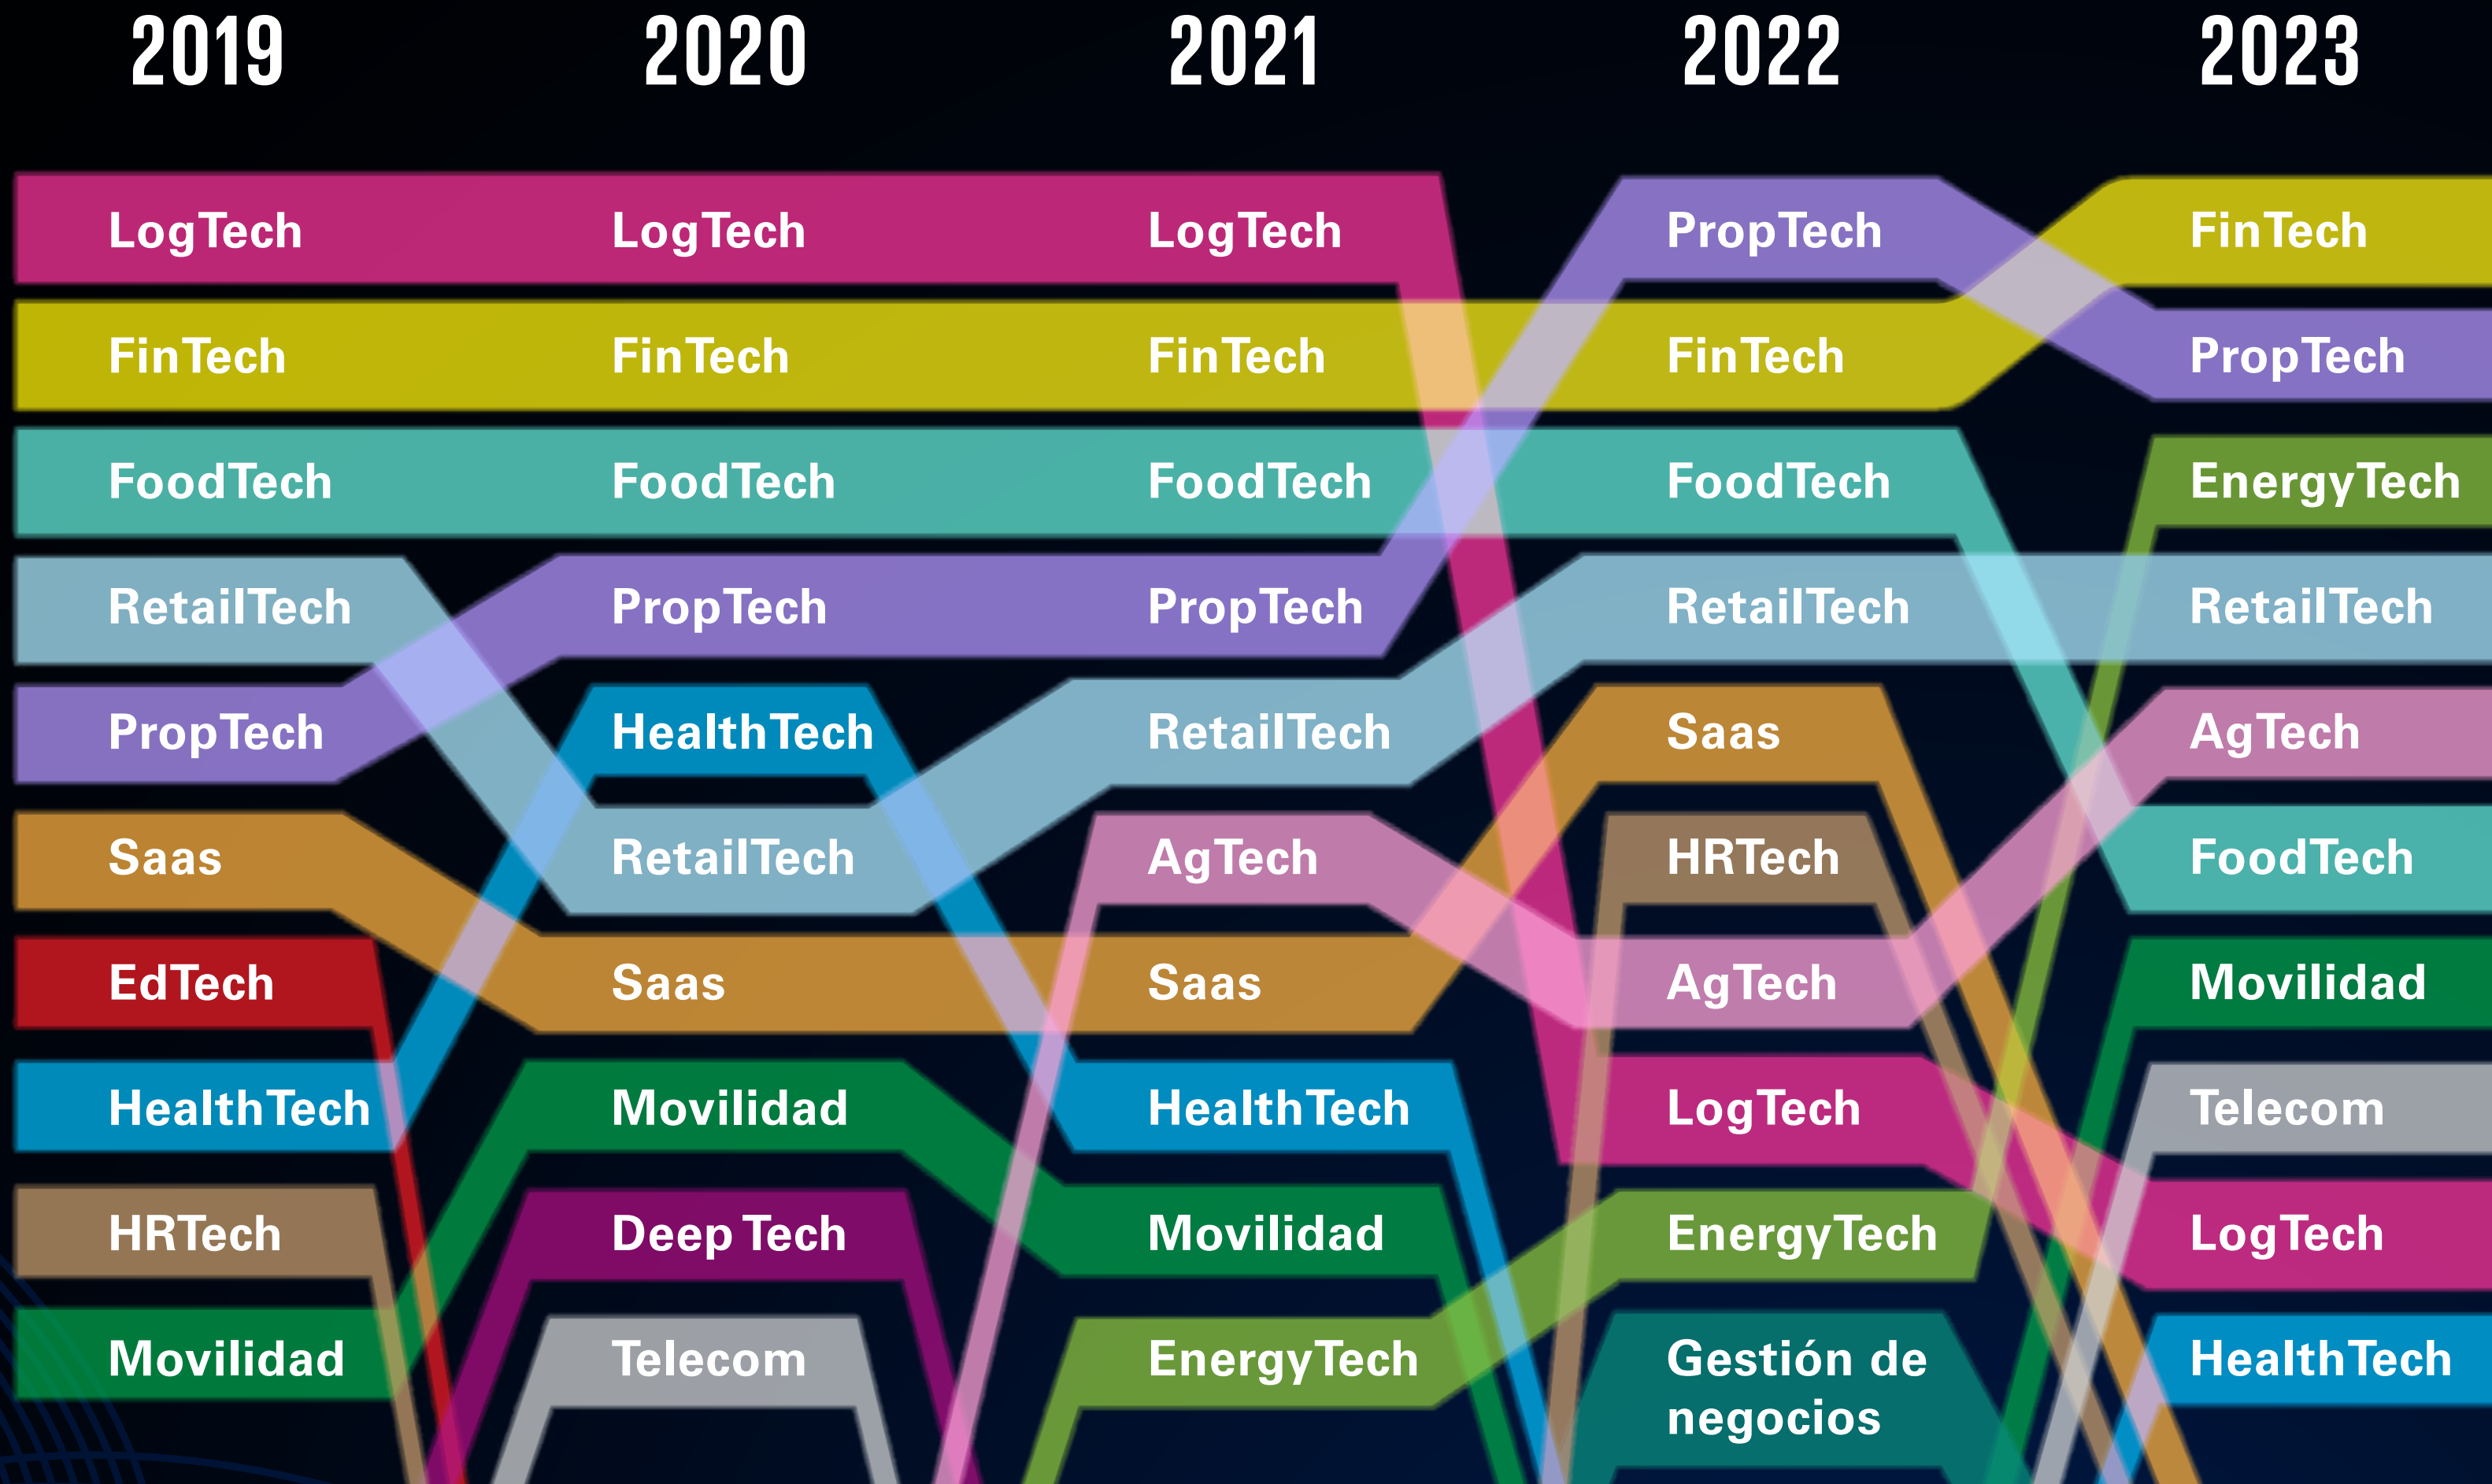 2019 2020 2021 2022 2023
LogTech LogTech LogTech PropTech FinTech
FinTech FinTech FinTech FinTech PropTech
FoodTech FoodTech FoodTech FoodTech EnergyTech
RetailTech PropTech PropTech RetailTech RetailTech
PropTech HealthTech RetailTech Saas AgTech
Saas RetailTech AgTech HRTech FoodTech
EdTech Saas Saas AgTech Movilidad
HealthTech Movilidad HealthTech LogTech Telecom
HRTech Deep Tech Movilidad EnergyTech LogTech
Movilidad Telecom EnergyTech Gestión de HealthTech
negocios